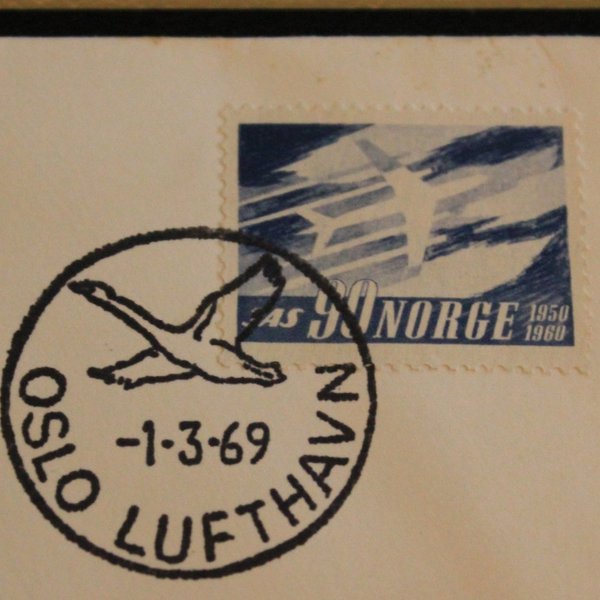 SAS 90 NORGE 1950
1960
-1·3·69
OSLO LUFTHAVN